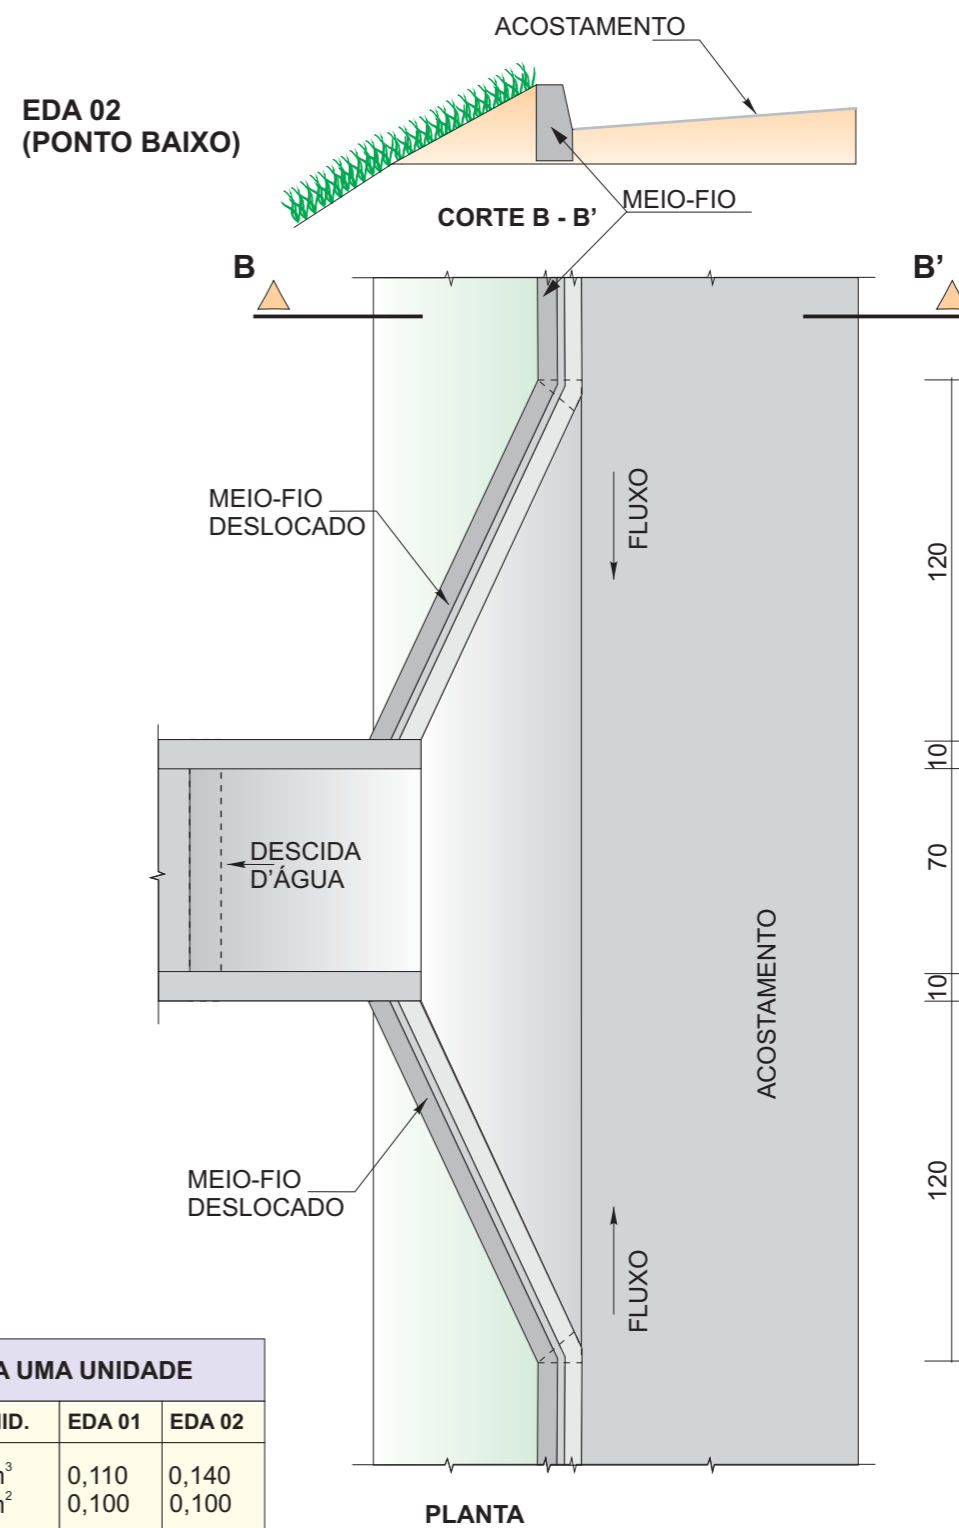 ACOSTAMENTO
EDA 02
(PONTO BAIXO)
MEIO-FIO
CORTE B - B’
B
B’
MEIO-FIO
DESLOCADO
FLUXO
120
10
DESCIDA
D’ÁGUA
70
10
ACOSTAMENTO
MEIO-FIO
DESLOCADO
FLUXO
120
UMA UNIDADE
EDA 01 EDA 02
0,110 0,140
0,100 0,100
PLANTA